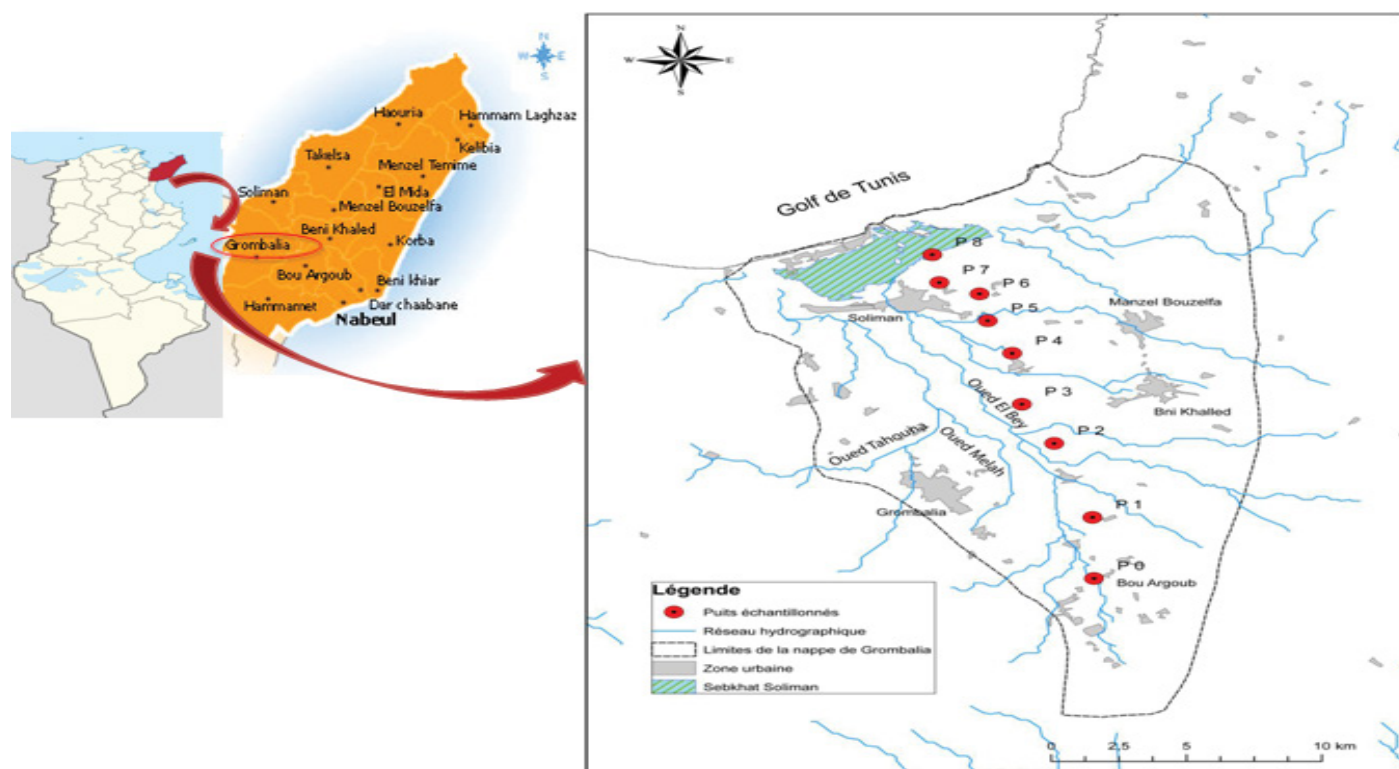 N
W E
S
Haouria
Hammam Laghzaz
Kelibia
Takelsa
Menzel Temime
El Mida
Soliman
Menzel Bouzelfa
Beni Khaled
Korba
Grombalia
Bou Argoub
Beni khiar
Hammamet
Dar chaabane
Nabeul
N
W E
S
Golf de Tunis
P 8
P 7
P 6
Manzel Bouzelfa
Soliman
P 5
P 4
Oued El Bey
P 3
Bni Khalled
P 2
Oued Tahouna
Oued Melah
Grombalia
P 1
P 0
Bou Argoub
Légende
Puits échantillonnés
Réseau hydrographique
Limites de la nappe de Grombalia
Zone urbaine
Sebkhat Soliman
0 2.5 5 10 km